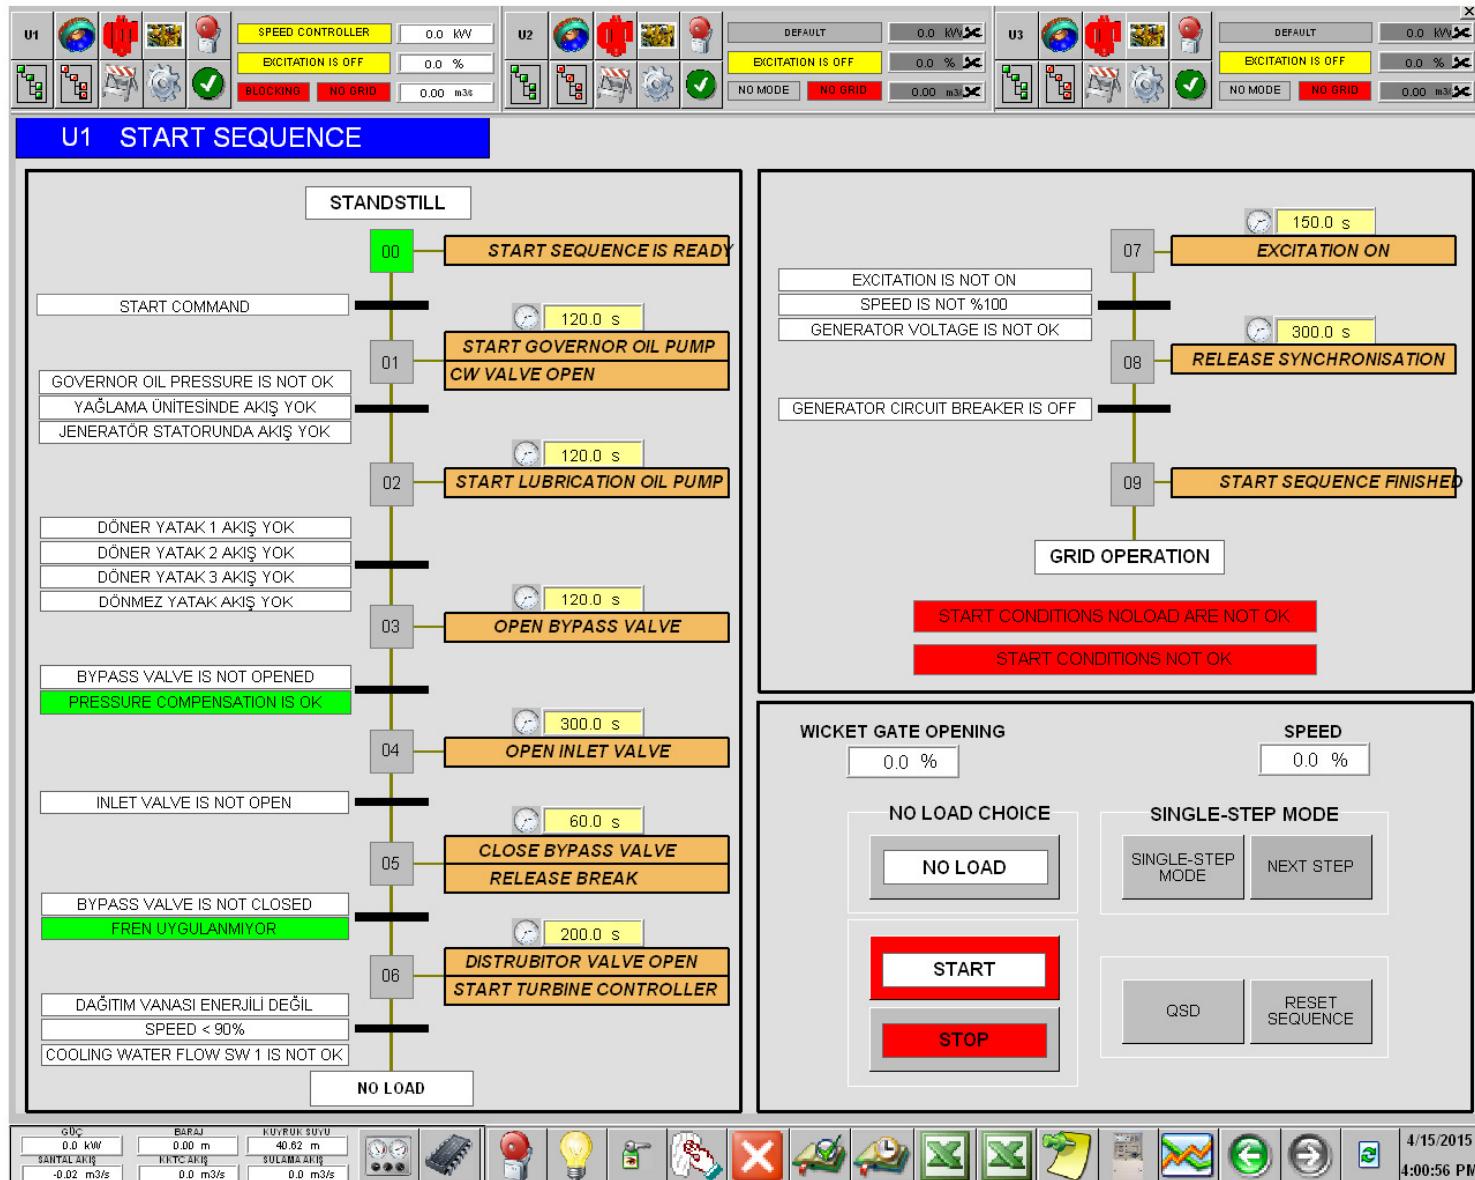 U1
SPEED CONTROLLER
0.0 kW
EXCITATION IS OFF
0.0 %
BLOCKING
NO GRID
0.00 m3/s
U2
DEFAULT
0.0 kW
EXCITATION IS OFF
0.0 %
NO MODE
NO GRID
0.00 m3/
U3
DEFAULT
0.0 kW
EXCITATION IS OFF
0.0 %
NO MODE
NO GRID
0.00 m3/
U1 START SEQUENCE
STANDSTILL
00
START SEQUENCE IS READY
START COMMAND
120.0 s
01
START GOVERNOR OIL PUMP
CW VALVE OPEN
GOVERNOR OIL PRESSURE IS NOT OK
YAĞLAMA ÜNİTESİNDE AKIŞ YOK
JENERATÖR STATORUNDA AKIŞ YOK
120.0 s
02
START LUBRICATION OIL PUMP
DÖNER YATAK 1 AKIŞ YOK
DÖNER YATAK 2 AKIŞ YOK
DÖNER YATAK 3 AKIŞ YOK
DÖNMEZ YATAK AKIŞ YOK
120.0 s
03
OPEN BYPASS VALVE
BYPASS VALVE IS NOT OPENED
PRESSURE COMPENSATION IS OK
300.0 s
04
OPEN INLET VALVE
INLET VALVE IS NOT OPEN
60.0 s
05
CLOSE BYPASS VALVE
RELEASE BREAK
BYPASS VALVE IS NOT CLOSED
FREN UYGULANMIYOR
200.0 s
06
DISTRUBITOR VALVE OPEN
START TURBINE CONTROLLER
DAĞITIM VANASI ENERJİLİ DEĞİL
SPEED < 90%
COOLING WATER FLOW SW 1 IS NOT OK
NO LOAD
150.0 s
07
EXCITATION ON
EXCITATION IS NOT ON
SPEED IS NOT %100
GENERATOR VOLTAGE IS NOT OK
300.0 s
08
RELEASE SYNCHRONISATION
GENERATOR CIRCUIT BREAKER IS OFF
09
START SEQUENCE FINISHED
GRID OPERATION
START CONDITIONS NOLOAD ARE NOT OK
START CONDITIONS NOT OK
WICKET GATE OPENING
0.0 %
SPEED
0.0 %
NO LOAD CHOICE
NO LOAD
SINGLE-STEP MODE
SINGLE-STEP
MODE
NEXT STEP
START
STOP
QSD
RESET
SEQUENCE
GÜÇ
0.0 kW
SANTAL AKIŞ
-0.02 m3/s
BARAJ
0.00 m
KKTC AKIŞ
0.0 m3/s
KUYRUK SUYU
40.62 m
SULAMA AKIŞ
0.0 m3/s
4/15/2015
4:00:56 PM